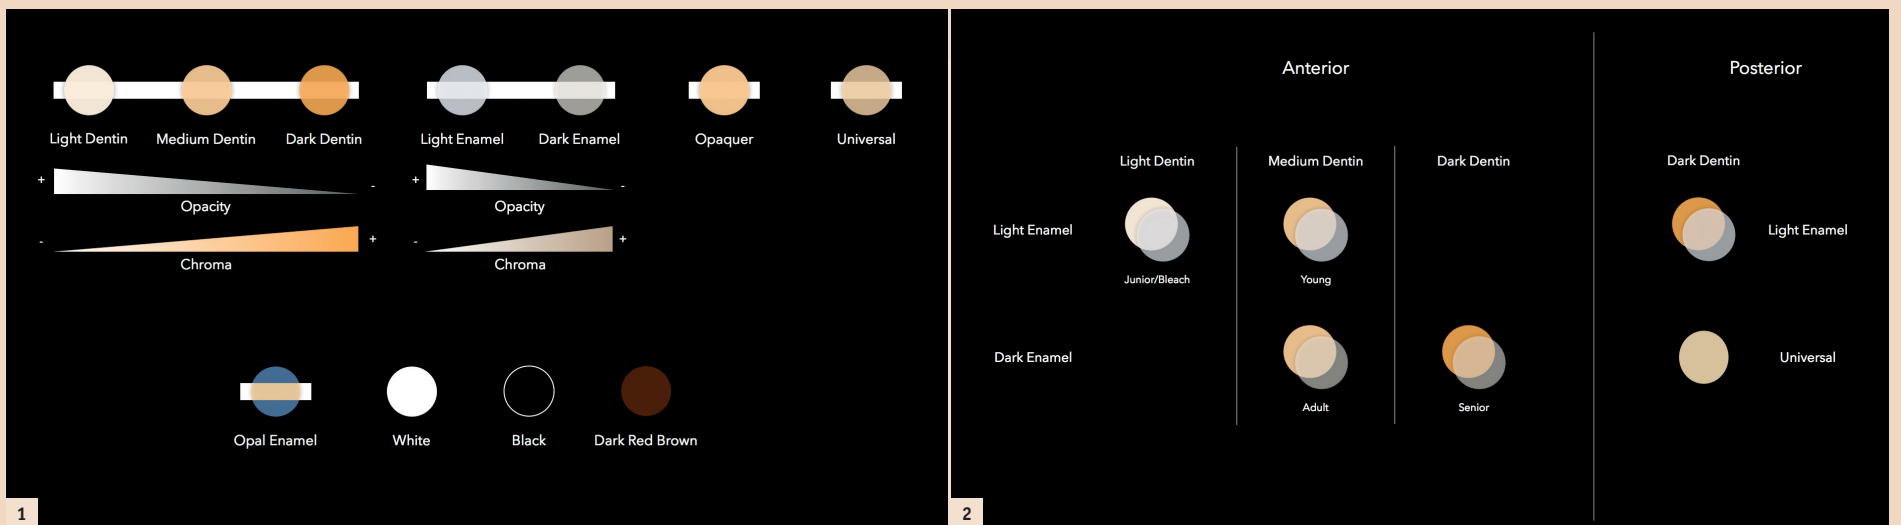 Light Dentin Medium Dentin Dark Dentin Light Enamel Dark Enamel Opaquer Universal
+ - + -
Opacity Opacity
- + - +
Chroma Chroma
Opal Enamel White Black Dark Red Brown
1
Anterior Posterior
Light Dentin Medium Dentin Dark Dentin Dark Dentin
Light Enamel Light Enamel
Junior/Bleach Young
Dark Enamel Universal
Adult Senior
2